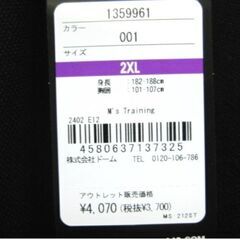 1359961
カラー
001
サイズ
2XL
身長 :182-188cm
胸囲 :101-107cm
M's Training
2402 E12
4580637137325
株式会社ドーム TEL 0120-106-786
アウトレット販売価格
¥4,070(税抜¥3,700)